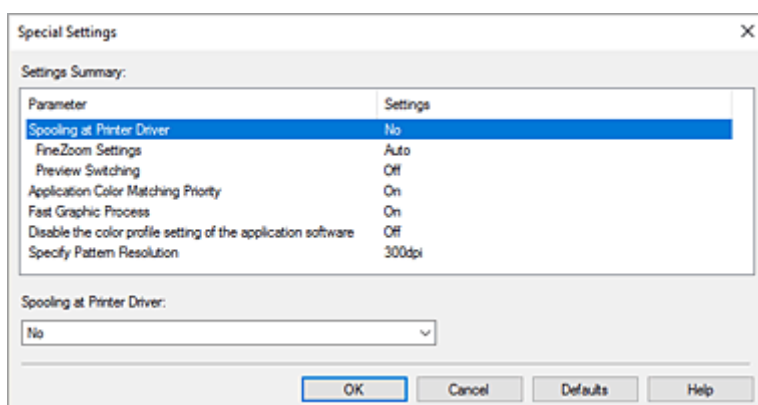 Special Settings
Settings Summary:
Parameter Settings
Spooling at Printer Driver No
FineZoom Settings Auto
Preview Switching Off
Application Color Matching Priority On
Fast Graphic Process On
Disable the color profile setting of the application software Off
Specify Pattern Resolution 300dpi
Spooling at Printer Driver:
No
OK Cancel Defaults Help